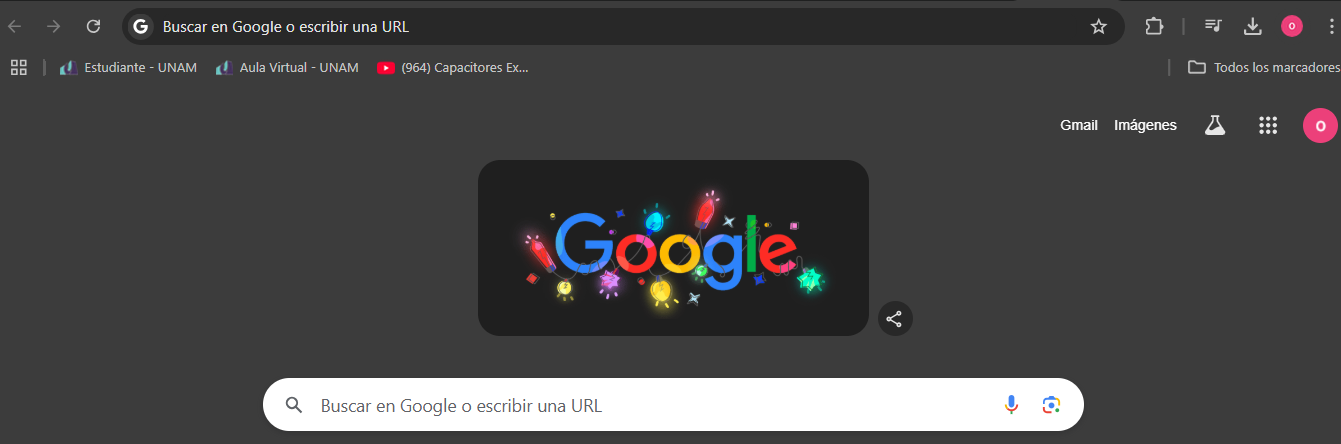 Buscar en Google o escribir una URL
o
Estudiante - UNAM
Aula Virtual - UNAM
(964) Capacitores Ex...
Todos los marcadores
Gmail
Imágenes
o
Google
Buscar en Google o escribir una URL